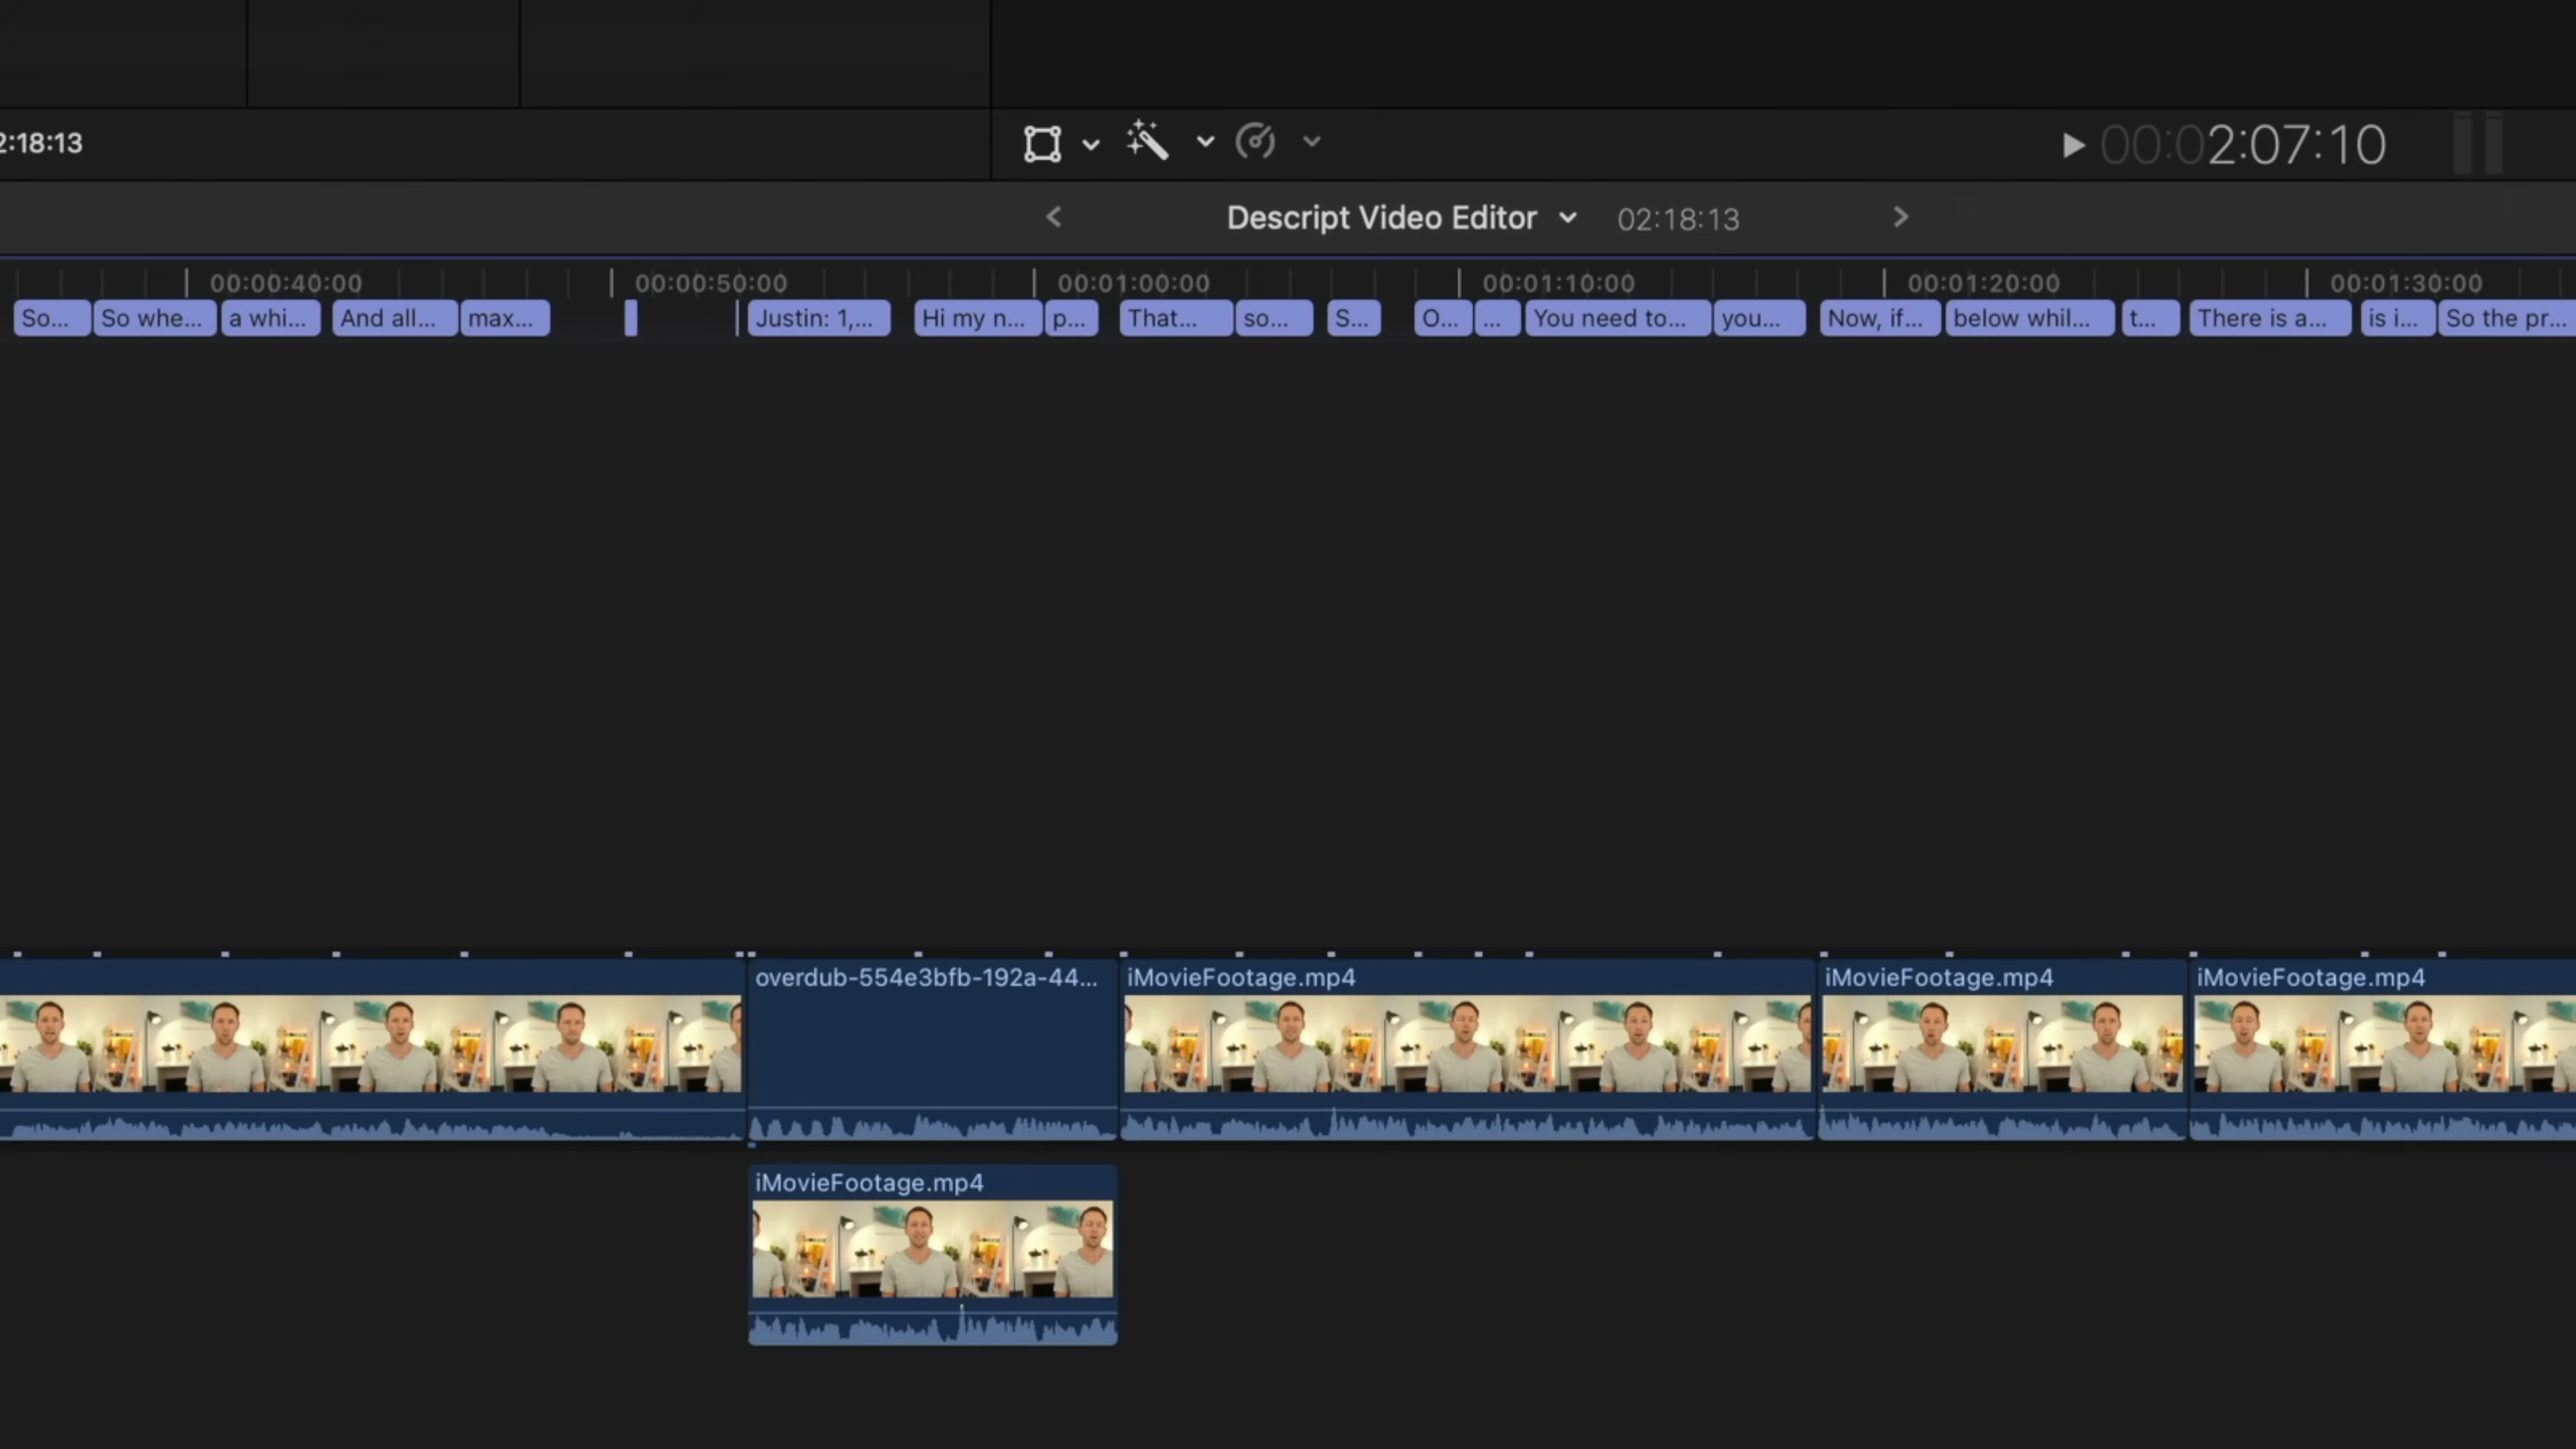 2:18:13
00:02:07:10
Descript Video Editor 02:18:13
00:00:40:00 00:00:50:00 00:01:00:00 00:01:10:00 00:01:20:00 00:01:30:00
So... So whe... a whi... And all... max... Justin: 1,... Hi my n... p... That... so... S... O... ... You need to... you... Now, if... below whil... t... There is a... is i... So the pr...
overdub-554e3bfb-192a-44... iMovieFootage.mp4 iMovieFootage.mp4 iMovieFootage.mp4
iMovieFootage.mp4